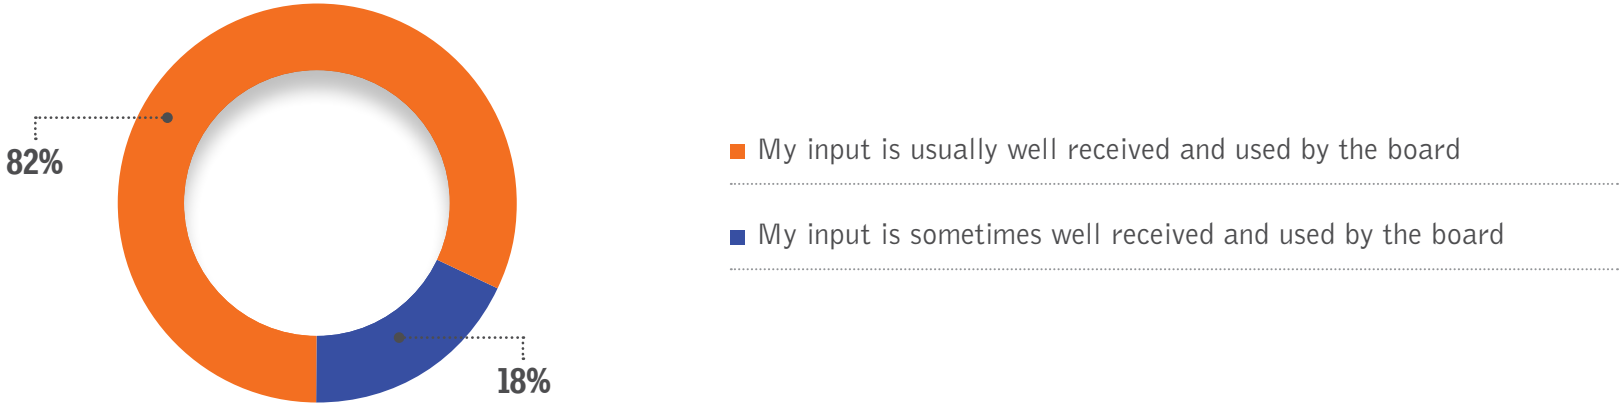 82%
My input is usually well received and used by the board
My input is sometimes well received and used by the board
18%